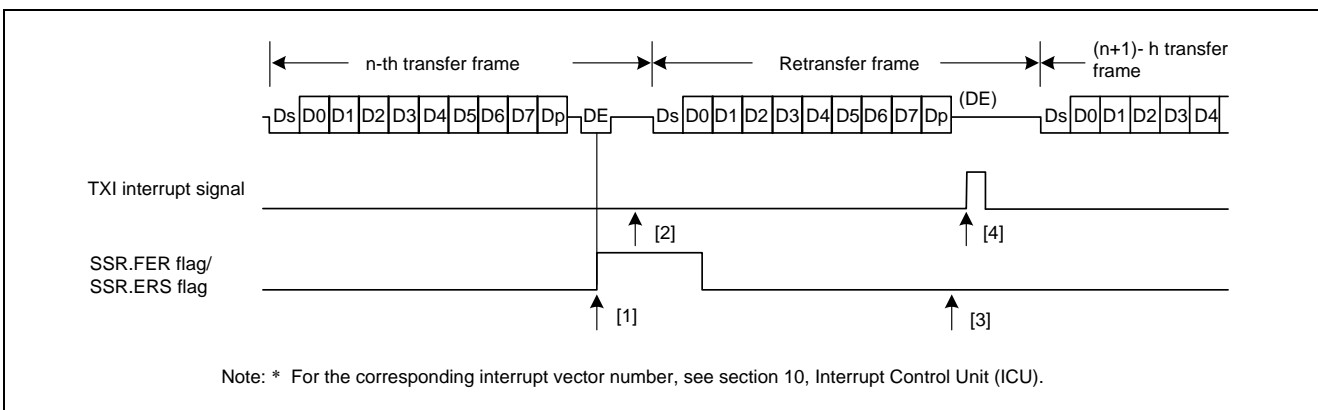 n-th transfer frame
Retransfer frame
(n+1)- h transfer
frame
Ds D0 D1 D2 D3 D4 D5 D6 D7 Dp DE Ds D0 D1 D2 D3 D4 D5 D6 D7 Dp (DE) Ds D0 D1 D2 D3 D4
TXI interrupt signal
[2]
[4]
SSR.FER flag/
SSR.ERS flag
[1]
[3]
Note: * For the corresponding interrupt vector number, see section 10, Interrupt Control Unit (ICU).